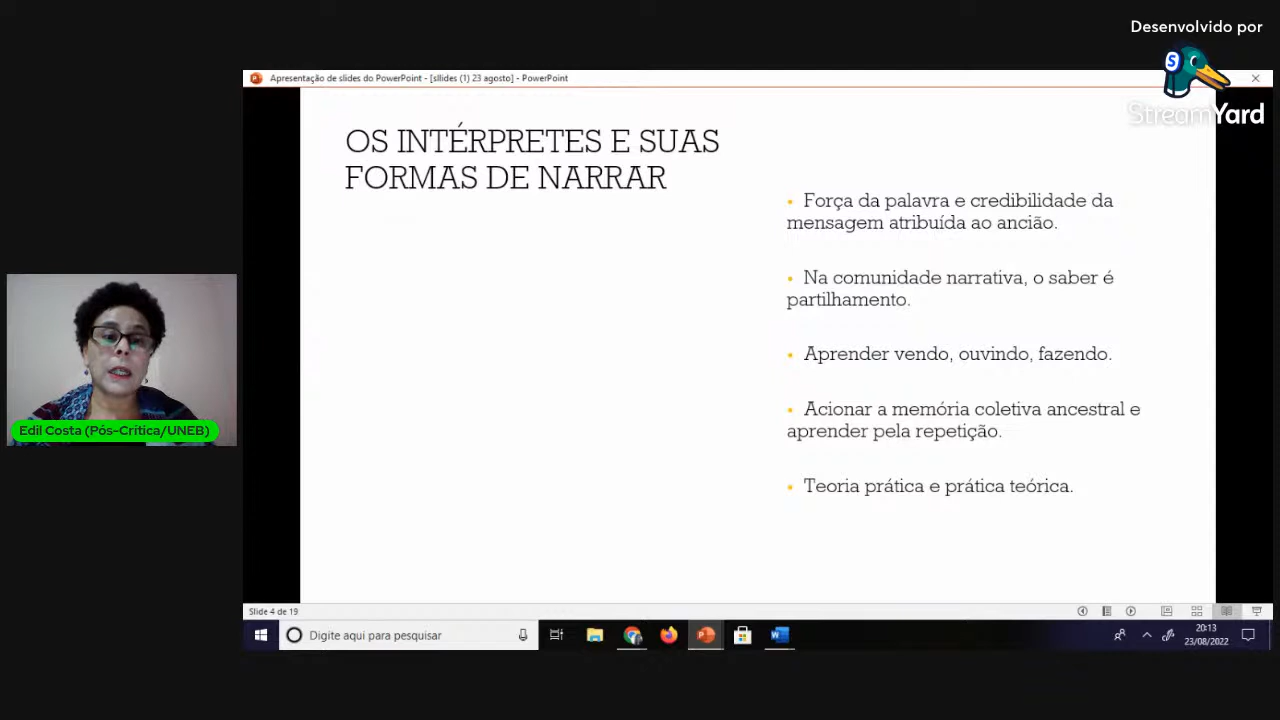 Desenvolvido por
StreamYard
Apresentação de slides do PowerPoint - [sllides (1) 23 agosto] - PowerPoint
OS INTÉRPRETES E SUAS
FORMAS DE NARRAR
• Força da palavra e credibilidade da
mensagem atribuída ao ancião.
• Na comunidade narrativa, o saber é
partilhamento.
• Aprender vendo, ouvindo, fazendo.
• Acionar a memória coletiva ancestral e
aprender pela repetição.
• Teoria prática e prática teórica.
Edil Costa (Pós-Crítica/UNEB)
Slide 4 de 19
Digite aqui para pesquisar
20:13
23/08/2022